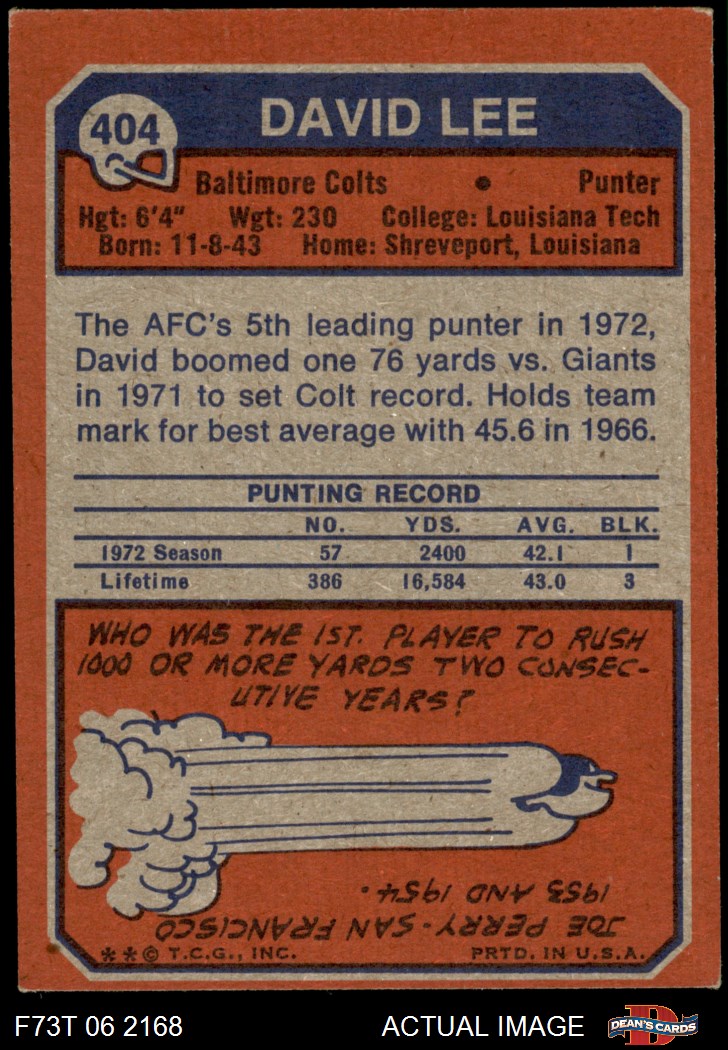 404
DAVID LEE
Baltimore Colts • Punter
Hgt: 6'4" Wgt: 230 College: Louisiana Tech
Born: 11-8-43 Home: Shreveport, Louisiana
The AFC's 5th leading punter in 1972,
David boomed one 76 yards vs. Giants
in 1971 to set Colt record. Holds team
mark for best average with 45.6 in 1966.
PUNTING RECORD
NO. YDS. AVG. BLK.
1972 Season 57 2400 42.1 1
Lifetime 386 16,584 43.0 3
WHO WAS THE 1ST. PLAYER TO RUSH
1000 OR MORE YARDS TWO CONSEC-
UTIVE YEARS?
JOE PERRY-SAN FRANCISCO
1953 AND 1954.
**© T.C.G., INC. PRTD. IN U.S.A.
F73T 06 2168 ACTUAL IMAGE DEAN'S CARDS